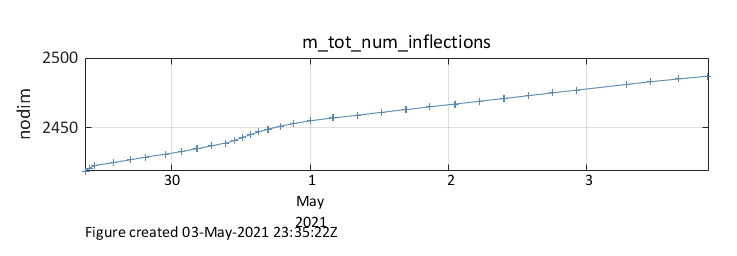 m_tot_num_inflections
2500
2450
nodim
30 1 2 3
May
2021
Figure created 03-May-2021 23:35:22Z